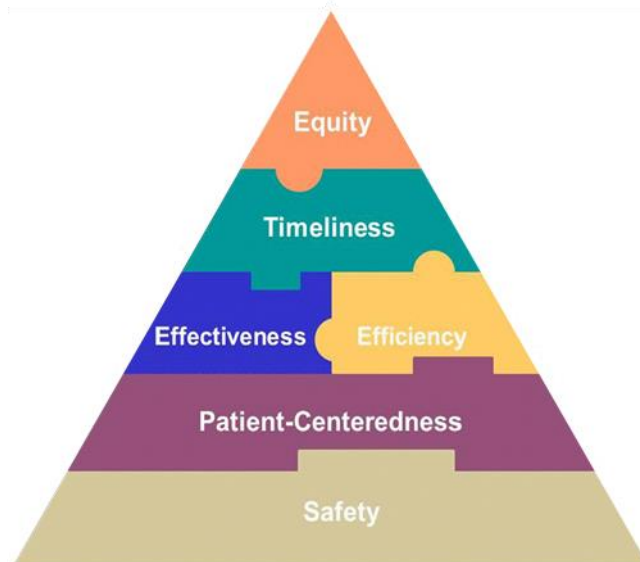 Equity
Timeliness
Effectiveness Efficiency
Patient-Centeredness
Safety